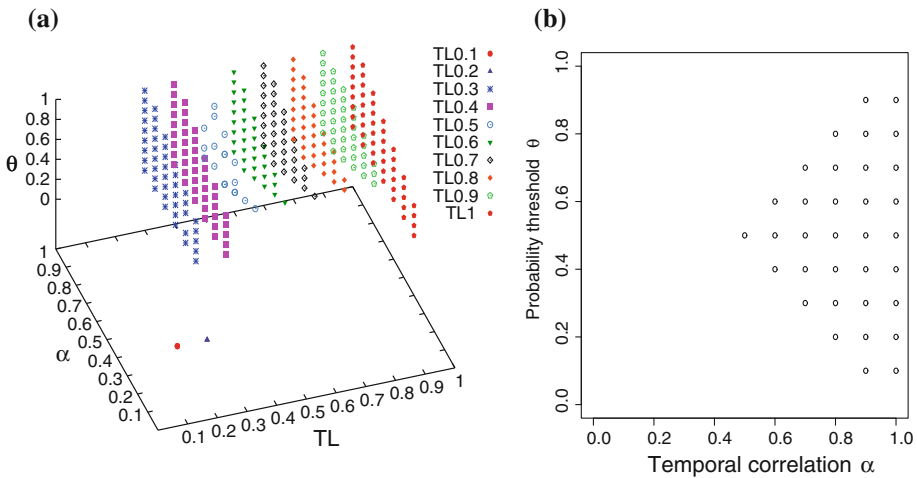 (a)
TL0.1
TL0.2
TL0.3
TL0.4
TL0.5
TL0.6
TL0.7
TL0.8
TL0.9
TL1
θ
1
0.8
0.6
0.4
0.2
0
α
1
0.9
0.8
0.7
0.6
0.5
0.4
0.3
0.2
0.1
0.1 0.2 0.3 0.4 0.5 0.6 0.7 0.8 0.9 1
TL
(b)
Probability threshold θ
1.0
0.8
0.6
0.4
0.2
0.0
0.0 0.2 0.4 0.6 0.8 1.0
Temporal correlation α